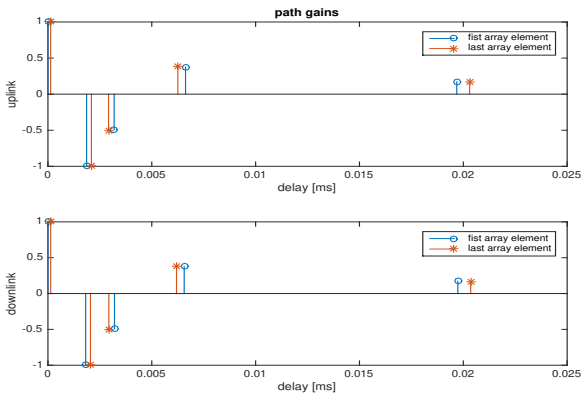 path gains
1
0.5
0
-0.5
-1
uplink
fist array element
last array element
0
0.005
0.01
0.015
0.02
0.025
delay [ms]
1
0.5
0
-0.5
-1
downlink
fist array element
last array element
0
0.005
0.01
0.015
0.02
0.025
delay [ms]